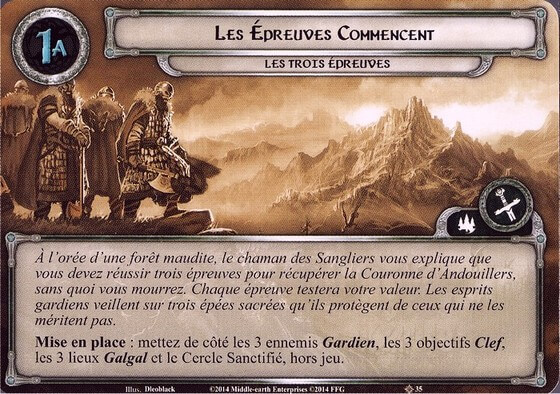 1A
Les Épreuves Commencent
Les Trois Épreuves
À l'orée d'une forêt maudite, le chaman des Sangliers vous explique que
vous devez réussir trois épreuves pour récupérer la Couronne d'Andouillers,
sans quoi vous mourrez. Chaque épreuve testera votre valeur. Les esprits
gardiens veillent sur trois épées sacrées qu'ils protègent de ceux qui ne les
méritent pas.
Mise en place : mettez de côté les 3 ennemis Gardien, les 3 objectifs Clef,
les 3 lieux Galgal et le Cercle Sanctifié, hors jeu.
Illus. Dleoblack ©2014 Middle-earth Enterprises ©2014 FFG 35